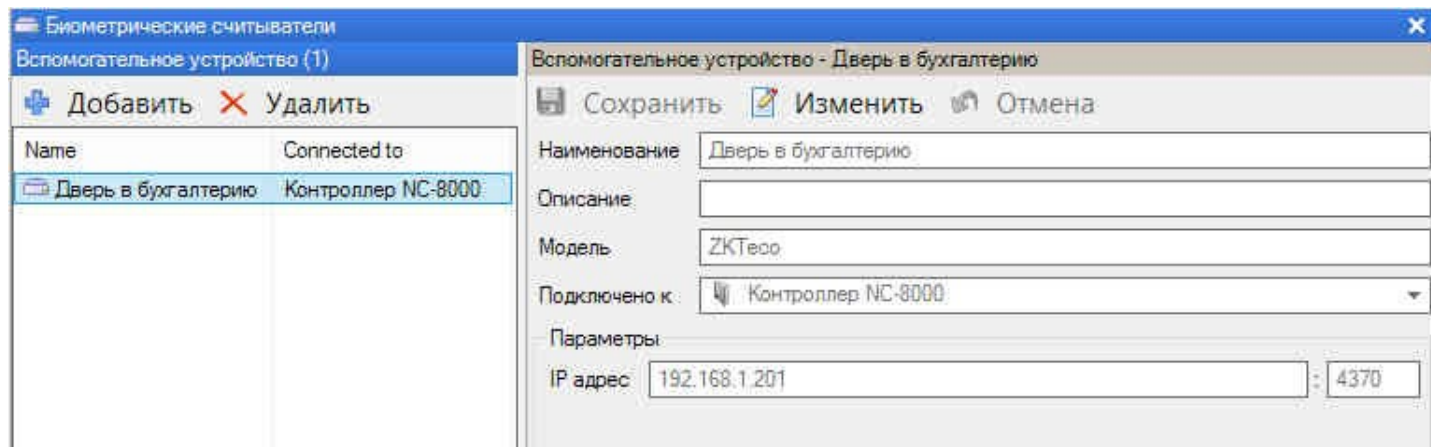 Биометрические считыватели
Вспомогательное устройство (1)
Добавить Удалить
Name Connected to
Дверь в бухгалтерию Контроллер NC-8000
Вспомогательное устройство - Дверь в бухгалтерию
Сохранить Изменить Отмена
Наименование Дверь в бухгалтерию
Описание
Модель ZKTeco
Подключено к Контроллер NC-8000
Параметры
IP адрес 192.168.1.201 : 4370